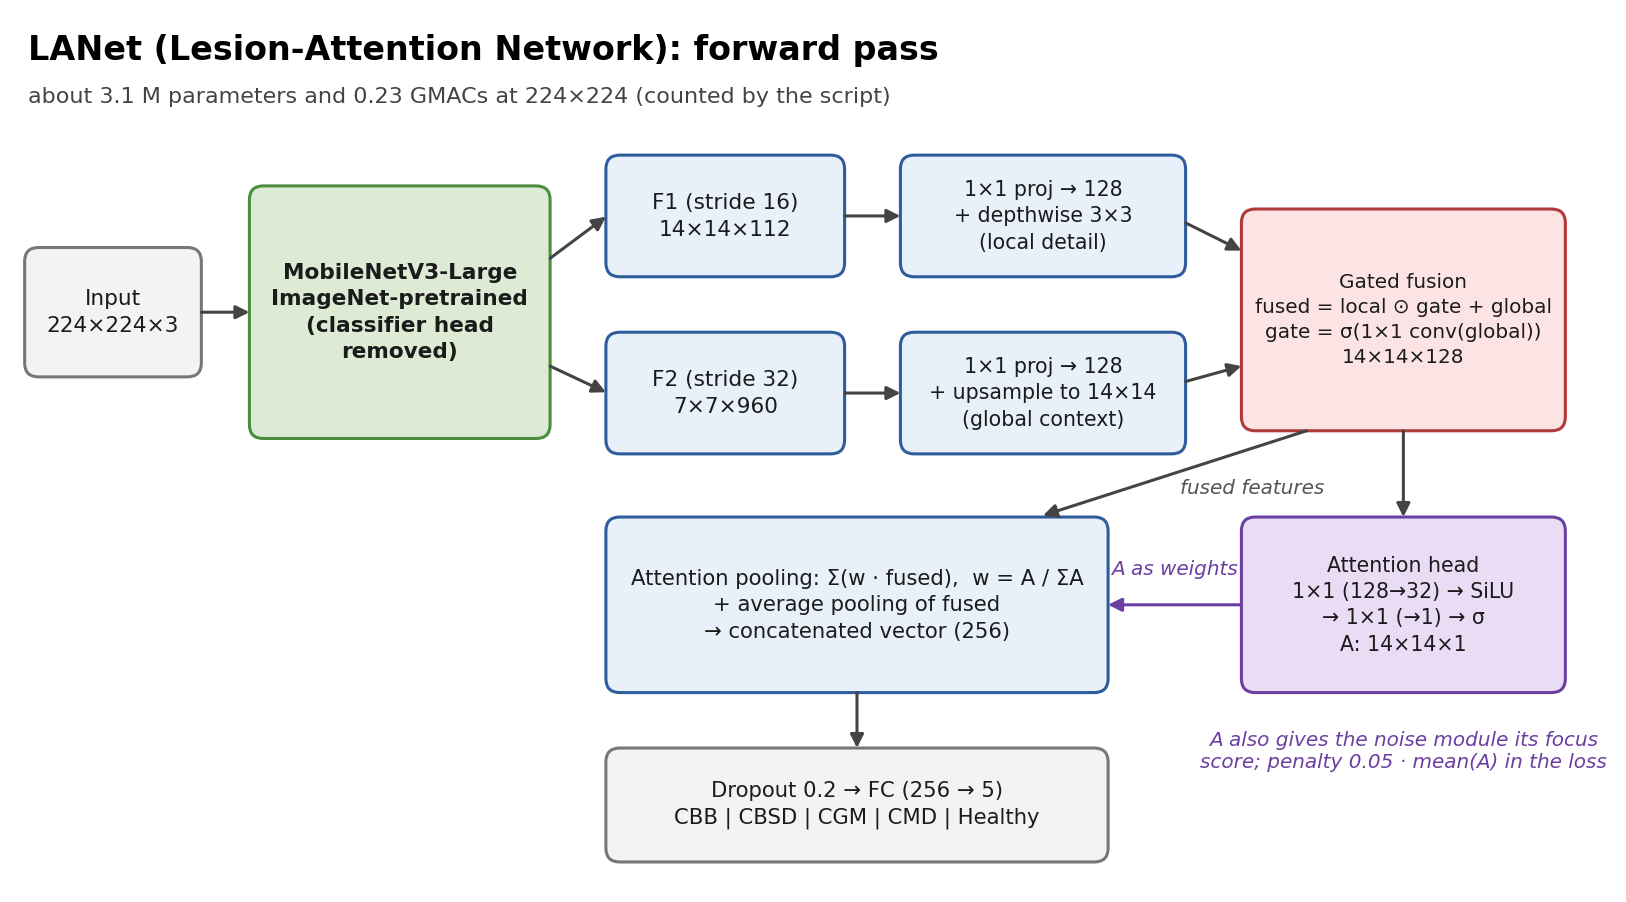 LANet (Lesion-Attention Network): forward pass
about 3.1 M parameters and 0.23 GMACs at 224×224 (counted by the script)
Input
224×224×3
MobileNetV3-Large
ImageNet-pretrained
(classifier head
removed)
F1 (stride 16)
14×14×112
1×1 proj → 128
+ depthwise 3×3
(local detail)
F2 (stride 32)
7×7×960
1×1 proj → 128
+ upsample to 14×14
(global context)
Gated fusion
fused = local ⊙ gate + global
gate = σ(1×1 conv(global))
14×14×128
fused features
Attention pooling: Σ(w · fused),  w = A / ΣA
+ average pooling of fused
→ concatenated vector (256)
A as weights
Attention head
1×1 (128→32) → SiLU
→ 1×1 (→1) → σ
A: 14×14×1
A also gives the noise module its focus
score; penalty 0.05 · mean(A) in the loss
Dropout 0.2 → FC (256 → 5)
CBB | CBSD | CGM | CMD | Healthy